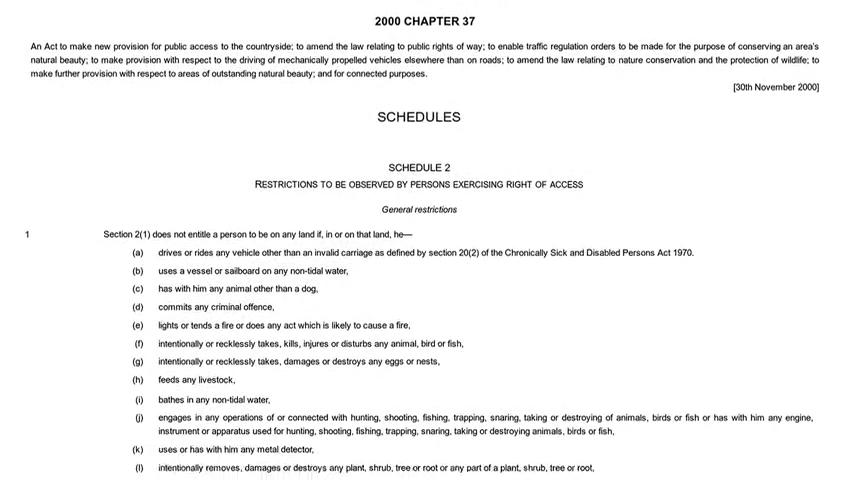 2000 CHAPTER 37
An Act to make new provision for public access to the countryside; to amend the law relating to public rights of way; to enable traffic regulation orders to be made for the purpose of conserving an area's
natural beauty; to make provision with respect to the driving of mechanically propelled vehicles elsewhere than on roads; to amend the law relating to nature conservation and the protection of wildlife; to
make further provision with respect to areas of outstanding natural beauty; and for connected purposes.
[30th November 2000]
SCHEDULES
SCHEDULE 2
RESTRICTIONS TO BE OBSERVED BY PERSONS EXERCISING RIGHT OF ACCESS
General restrictions
1 Section 2(1) does not entitle a person to be on any land if, in or on that land, he—
(a) drives or rides any vehicle other than an invalid carriage as defined by section 20(2) of the Chronically Sick and Disabled Persons Act 1970.
(b) uses a vessel or sailboard on any non-tidal water,
(c) has with him any animal other than a dog,
(d) commits any criminal offence,
(e) lights or tends a fire or does any act which is likely to cause a fire,
(f) intentionally or recklessly takes, kills, injures or disturbs any animal, bird or fish,
(g) intentionally or recklessly takes, damages or destroys any eggs or nests,
(h) feeds any livestock,
(i) bathes in any non-tidal water,
(j) engages in any operations of or connected with hunting, shooting, fishing, trapping, snaring, taking or destroying of animals, birds or fish or has with him any engine,
instrument or apparatus used for hunting, shooting, fishing, trapping, snaring, taking or destroying animals, birds or fish,
(k) uses or has with him any metal detector,
(l) intentionally removes, damages or destroys any plant, shrub, tree or root or any part of a plant, shrub, tree or root,